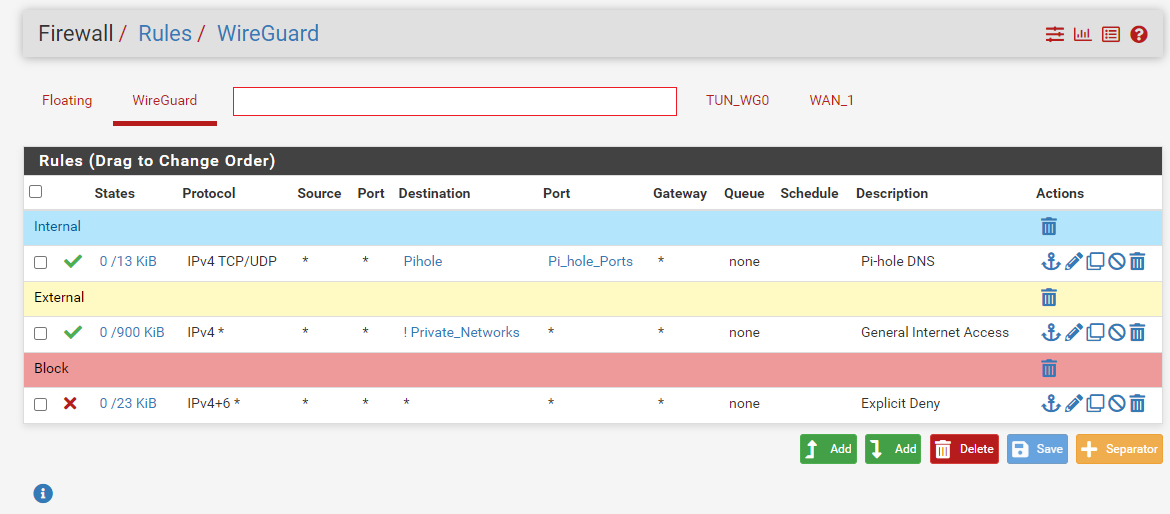 Firewall / Rules / WireGuard
Floating WireGuard TUN_WG0 WAN_1
Rules (Drag to Change Order)
States Protocol Source Port Destination Port Gateway Queue Schedule Description Actions
Internal
0 /13 KiB IPv4 TCP/UDP * * Pihole Pi_hole_Ports * none Pi-hole DNS
External
0 /900 KiB IPv4 * * * ! Private_Networks * * none General Internet Access
Block
0 /23 KiB IPv4+6 * * * * * * none Explicit Deny
Add Add Delete Save Separator